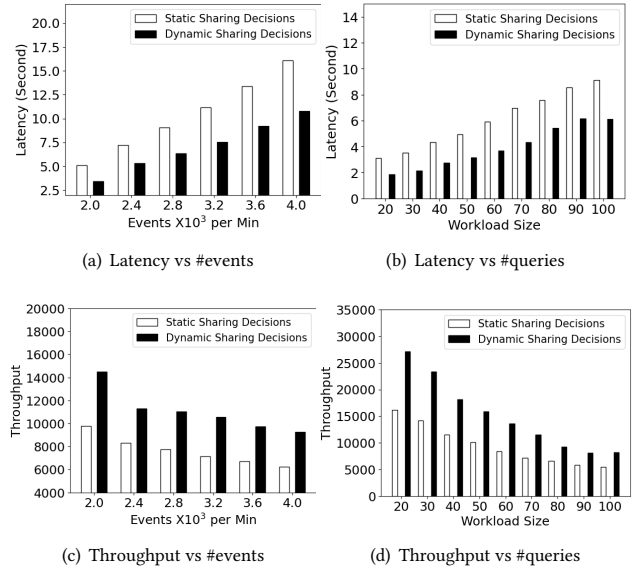 Static Sharing Decisions
Dynamic Sharing Decisions
20.0
17.5
15.0
12.5
10.0
7.5
5.0
2.5
Latency (Second)
2.0 2.4 2.8 3.2 3.6 4.0
Events X10³ per Min
(a) Latency vs #events
Static Sharing Decisions
Dynamic Sharing Decisions
14
12
10
8
6
4
2
0
Latency (Second)
20 30 40 50 60 70 80 90 100
Workload Size
(b) Latency vs #queries
Static Sharing Decisions
Dynamic Sharing Decisions
20000
18000
16000
14000
12000
10000
8000
6000
4000
Throughput
2.0 2.4 2.8 3.2 3.6 4.0
Events X10³ per Min
(c) Throughput vs #events
Static Sharing Decisions
Dynamic Sharing Decisions
35000
30000
25000
20000
15000
10000
5000
0
Throughput
20 30 40 50 60 70 80 90 100
Workload Size
(d) Throughput vs #queries